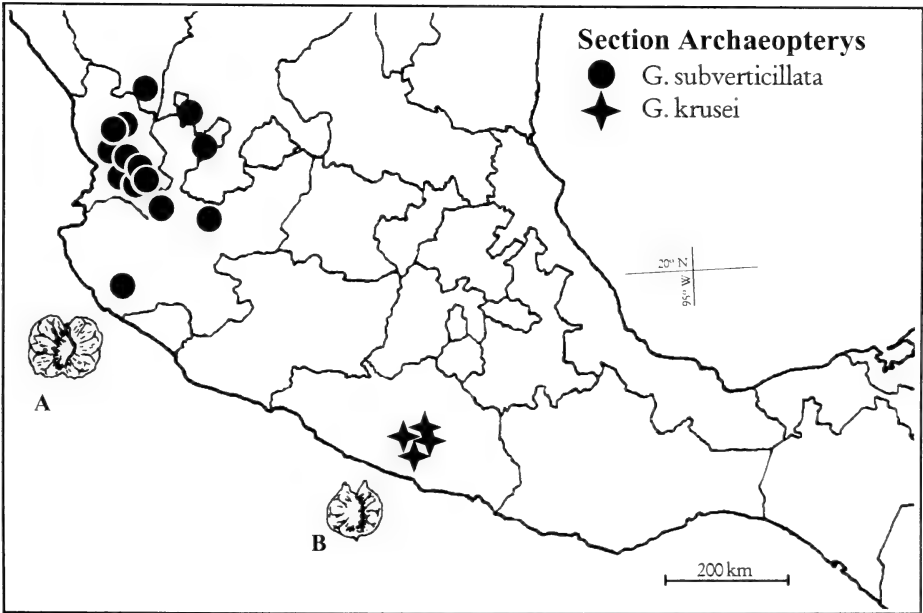 Section Archaeopterys
G. subverticillata
G. krusei
20° N
95° W
A
B
200 km